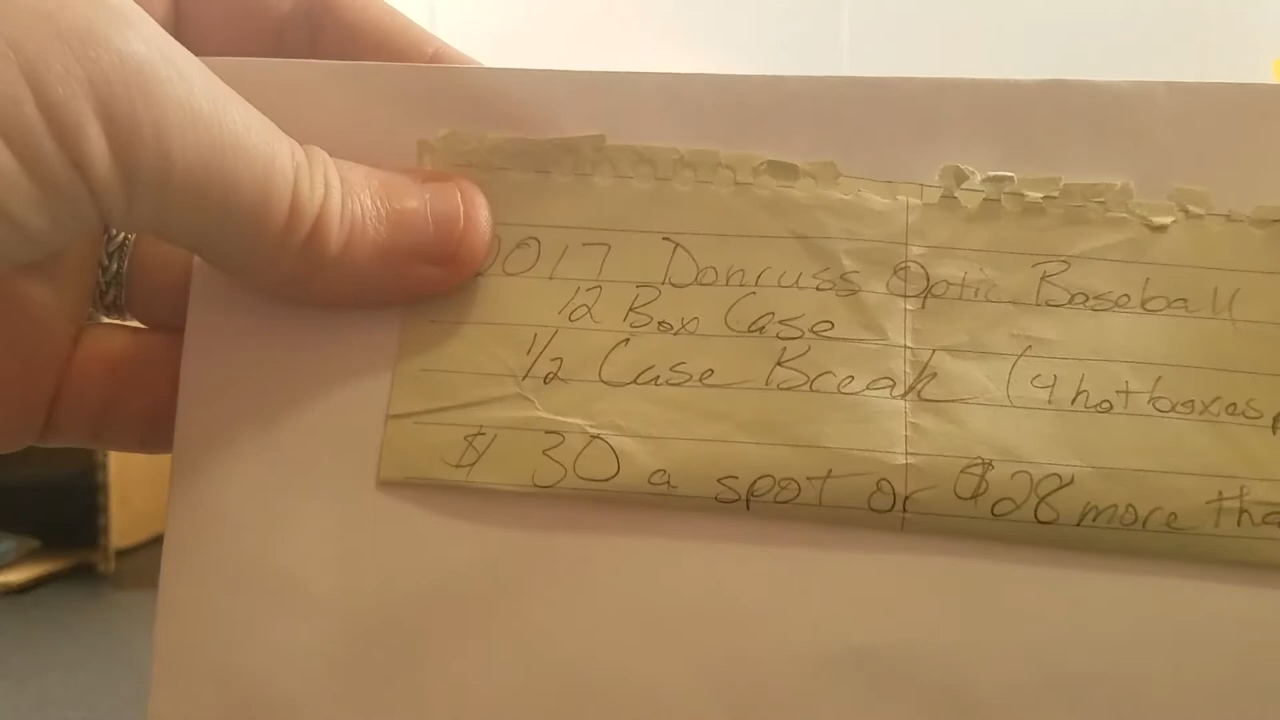 2017 Donruss Optic Baseball
12 Box Case
1/2 Case Break (4 hot boxes p
$ 30 a spot or $28 more tha